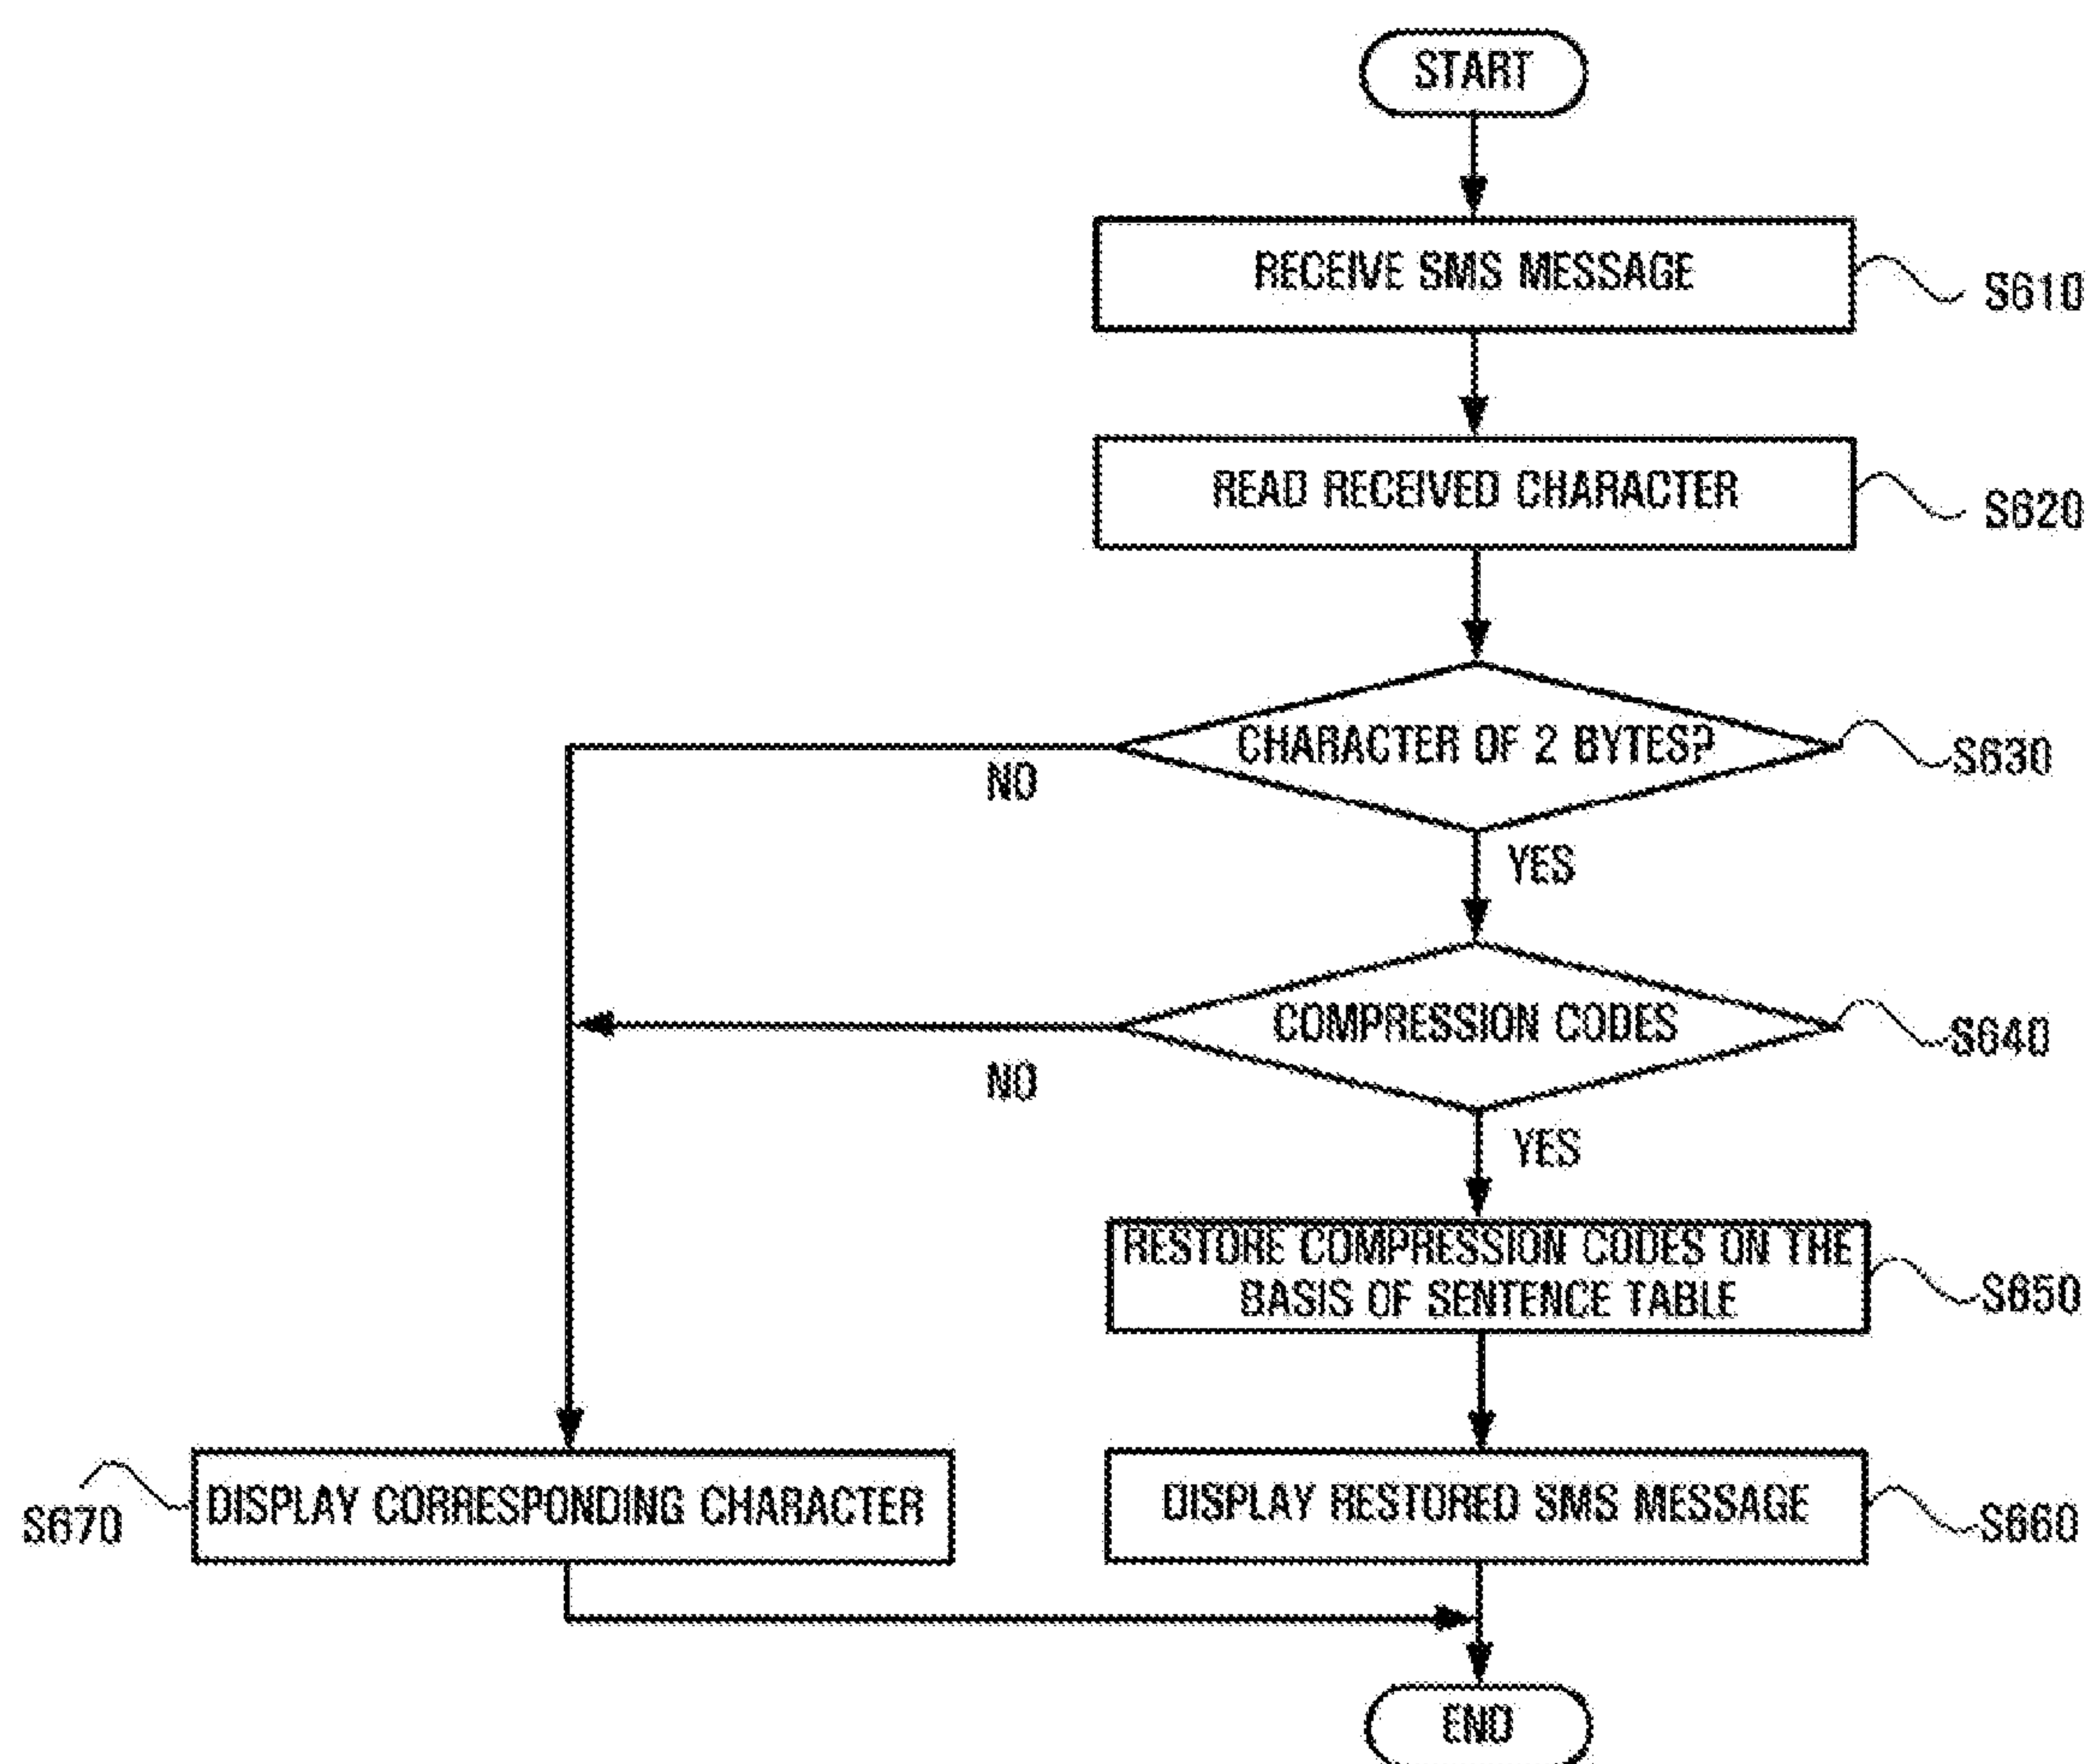 START
RECEIVE SMS MESSAGE
S610
READ RECEIVED CHARACTER
S620
CHARACTER OF 2 BYTES?
S630
NO
YES
COMPRESSION CODES
S640
NO
YES
RESTORE COMPRESSION CODES ON THE
BASIS OF SENTENCE TABLE
S650
S670
DISPLAY CORRESPONDING CHARACTER
DISPLAY RESTORED SMS MESSAGE
S660
END